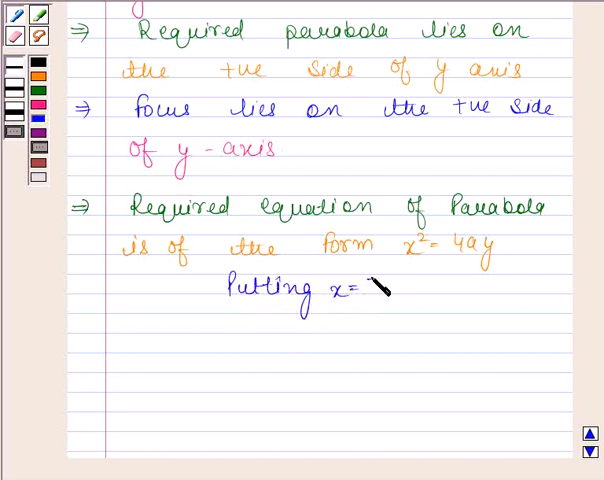 ⇒ Required parabola lies on
the +ve side of y axis
⇒ focus lies on the +ve side
of y-axis
⇒ Required equation of Parabola
is of the form x² = 4ay
Putting x =